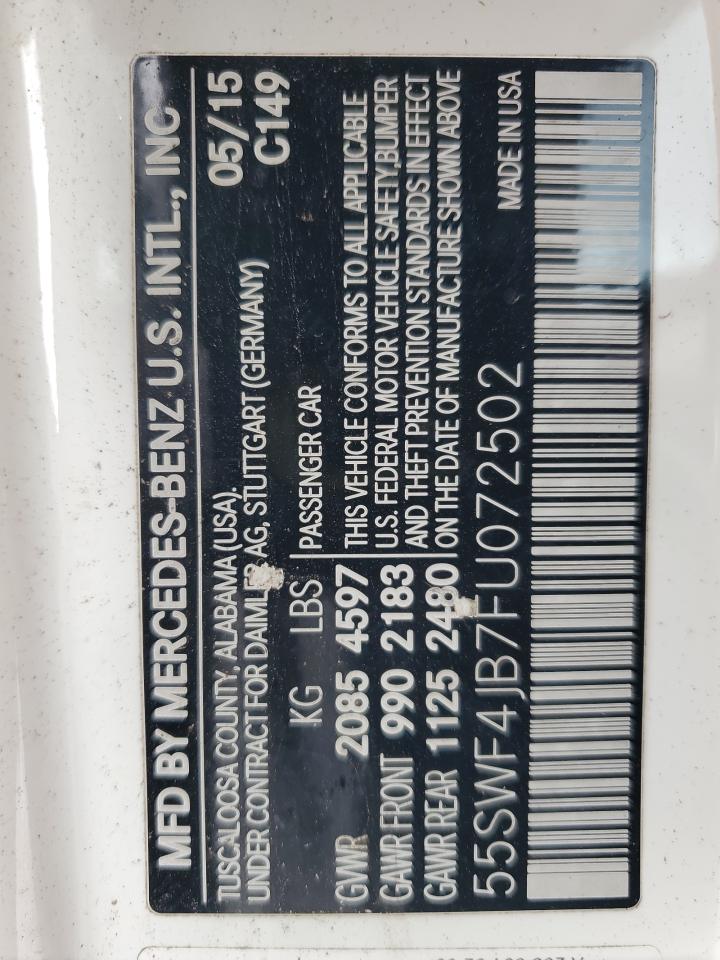 MFD BY MERCEDES-BENZ U.S. INTL., INC
TUSCALOOSA COUNTY, ALABAMA (USA). 05/15
UNDER CONTRACT FOR DAIMLER AG, STUTTGART (GERMANY) C149
KG LBS PASSENGER CAR
GVWR 2085 4597 THIS VEHICLE CONFORMS TO ALL APPLICABLE
GAWR FRONT 990 2183 U.S. FEDERAL MOTOR VEHICLE SAFETY,BUMPER
GAWR REAR 1125 2480 AND THEFT PREVENTION STANDARDS IN EFFECT
ON THE DATE OF MANUFACTURE SHOWN ABOVE
55SWF4JB7FU072502 MADE IN USA